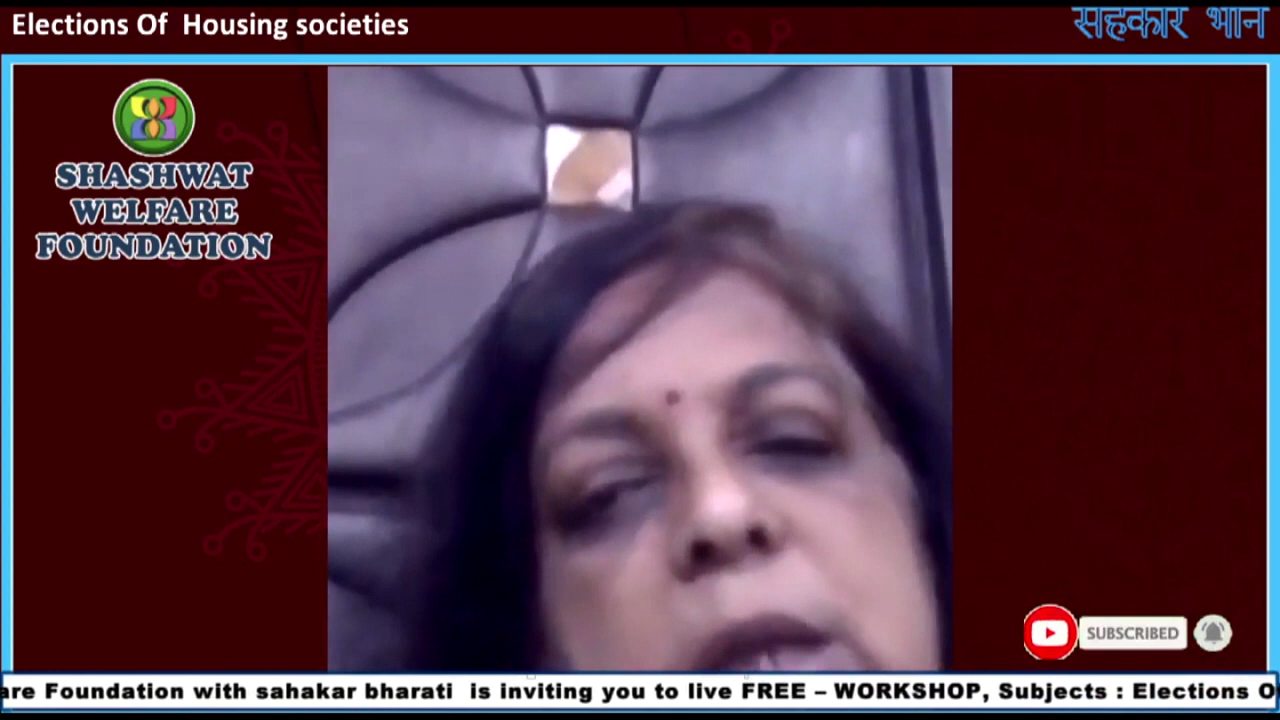 Elections Of Housing societies
सहकार
SHASHWAT
WELFARE
FOUNDATION
SUBSCRIBED
Foundation with sahakar bharati is inviting you to live FREE – WORKSHOP, Subjects : Elections